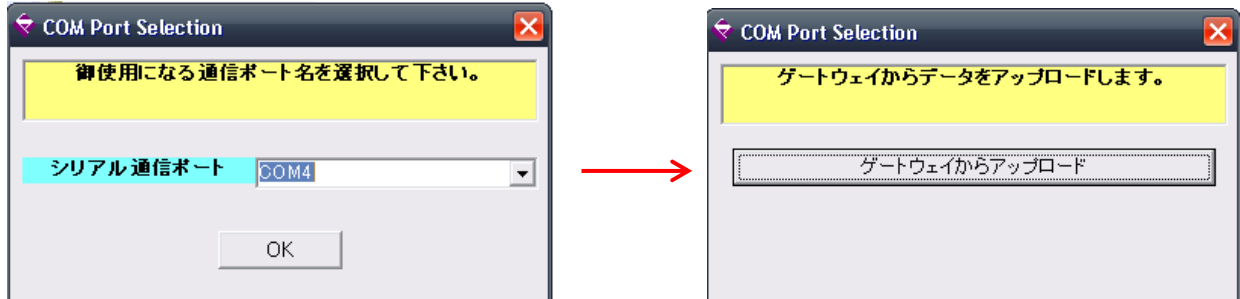 COM Port Selection
御使用になる通信ポート名を選択して下さい。
シリアル通信ポート COM4
OK
COM Port Selection
ゲートウェイからデータをアップロードします。
ゲートウェイからアップロード